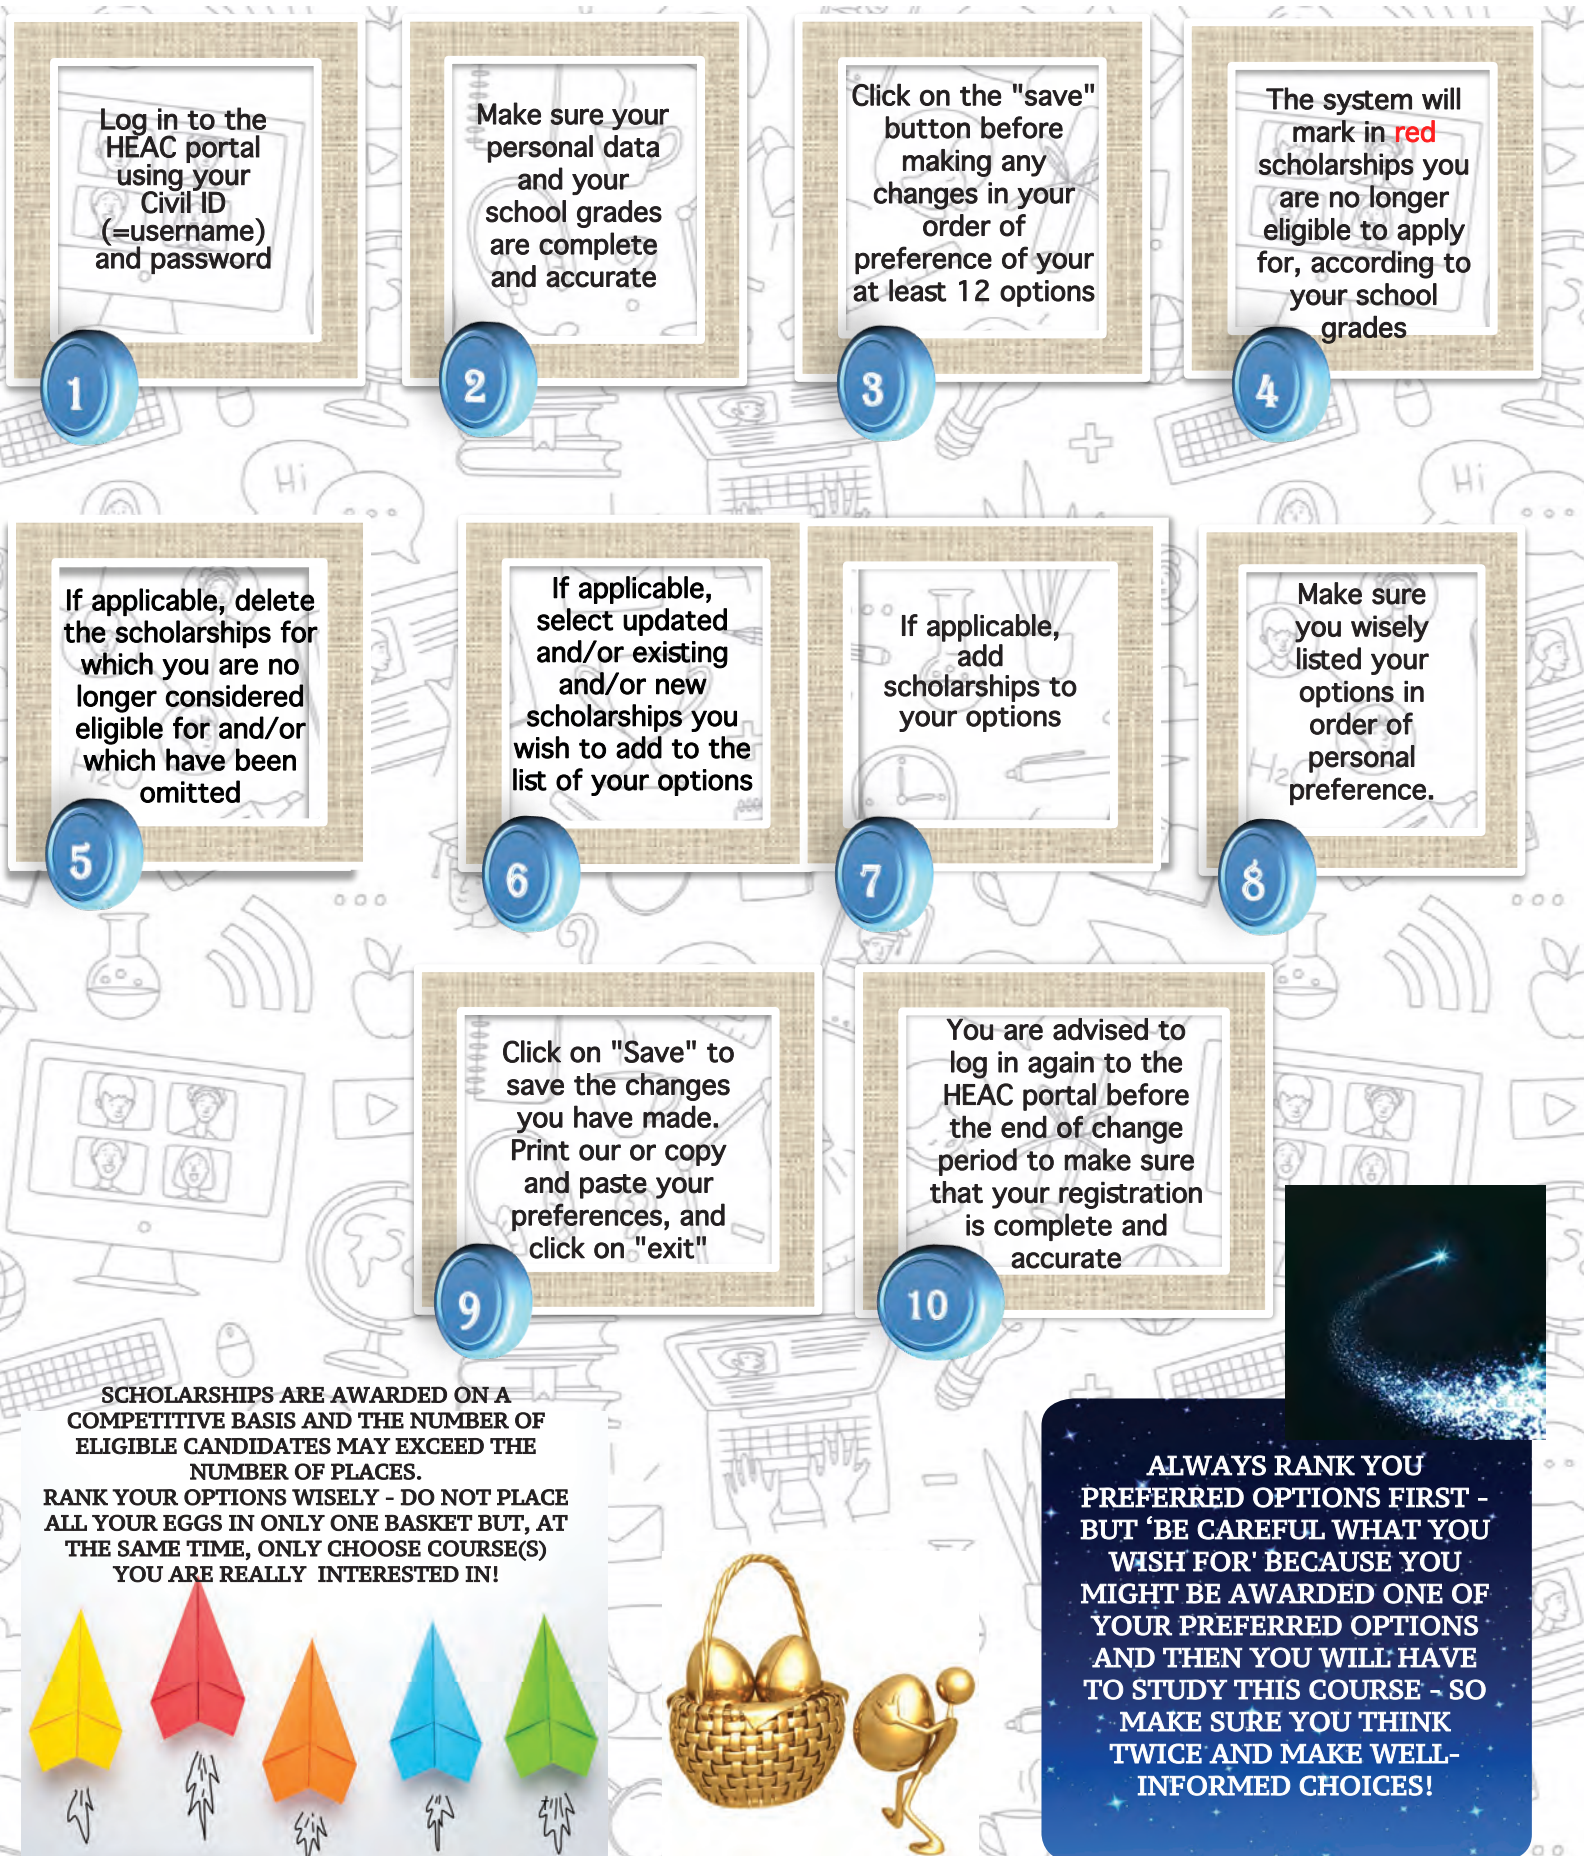 Log in to the
HEAC portal
using your
Civil ID
(=username)
and password
1
Make sure your
personal data
and your
school grades
are complete
and accurate
2
Click on the "save"
button before
making any
changes in your
order of
preference of your
at least 12 options
3
The system will
mark in red
scholarships you
are no longer
eligible to apply
for, according to
your school
grades
4
Hi
Hi
If applicable, delete
the scholarships for
which you are no
longer considered
eligible for and/or
which have been
omitted
5
If applicable,
select updated
and/or existing
and/or new
scholarships you
wish to add to the
list of your options
6
If applicable,
add
scholarships to
your options
7
Make sure
you wisely
listed your
options in
order of
personal
preference.
8
Click on "Save" to
save the changes
you have made.
Print our or copy
and paste your
preferences, and
click on "exit"
9
You are advised to
log in again to the
HEAC portal before
the end of change
period to make sure
that your registration
is complete and
accurate
10
SCHOLARSHIPS ARE AWARDED ON A
COMPETITIVE BASIS AND THE NUMBER OF
ELIGIBLE CANDIDATES MAY EXCEED THE
NUMBER OF PLACES.
RANK YOUR OPTIONS WISELY - DO NOT PLACE
ALL YOUR EGGS IN ONLY ONE BASKET BUT, AT
THE SAME TIME, ONLY CHOOSE COURSE(S)
YOU ARE REALLY INTERESTED IN!
ALWAYS RANK YOU
PREFERRED OPTIONS FIRST -
BUT ‘BE CAREFUL WHAT YOU
WISH FOR' BECAUSE YOU
MIGHT BE AWARDED ONE OF
YOUR PREFERRED OPTIONS
AND THEN YOU WILL HAVE
TO STUDY THIS COURSE - SO
MAKE SURE YOU THINK
TWICE AND MAKE WELL-
INFORMED CHOICES!